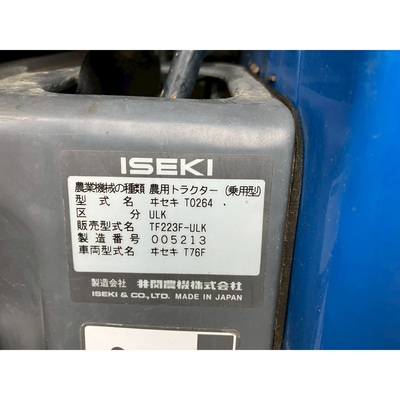 ISEKI
農業機械の種類 農用トラクター（乗用型）
型式名 ヰセキ T0264
区分 ULK
販売型式名 TF223F-ULK
製造番号 005213
車両型式名 ヰセキ T76F
製造会社 井関農機株式会社
ISEKI & CO., LTD. MADE IN JAPAN